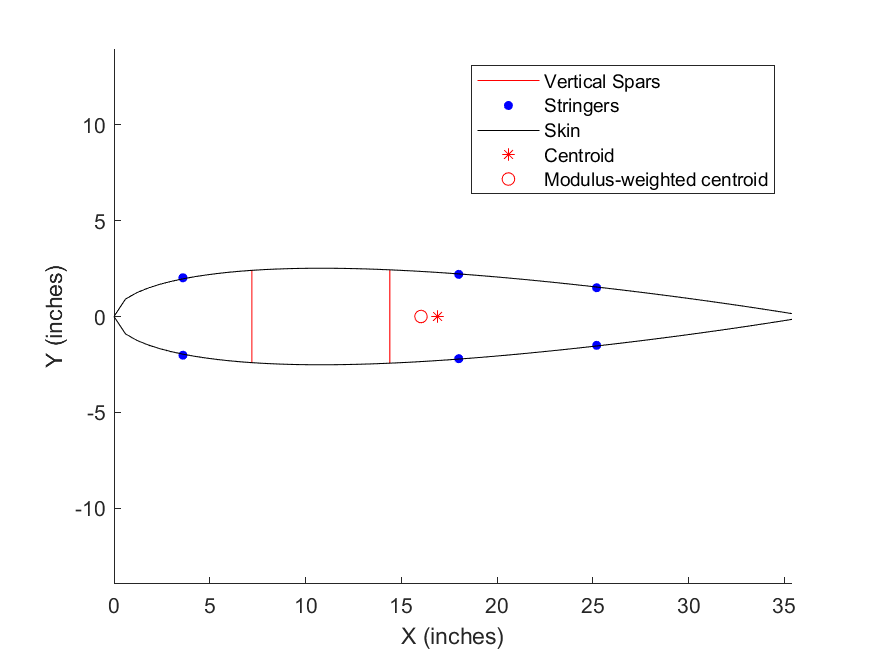 Vertical Spars
Stringers
Skin
Centroid
Modulus-weighted centroid
10
5
0
-5
-10
Y (inches)
0 5 10 15 20 25 30 35
X (inches)